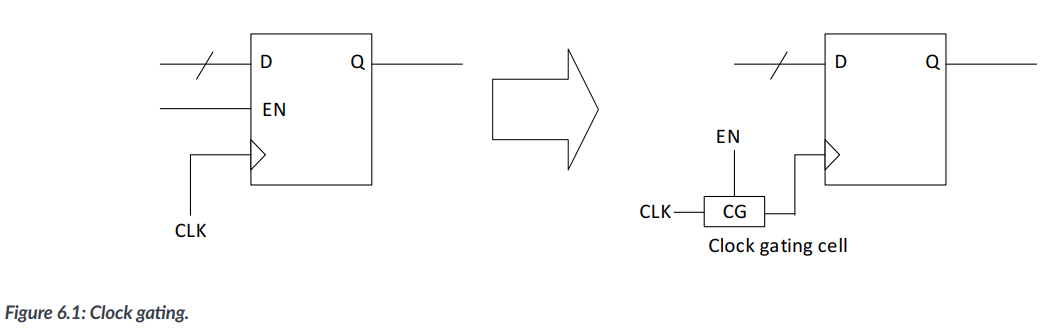 D
Q
EN
CLK
D
Q
EN
CLK
CG
Clock gating cell
Figure 6.1: Clock gating.